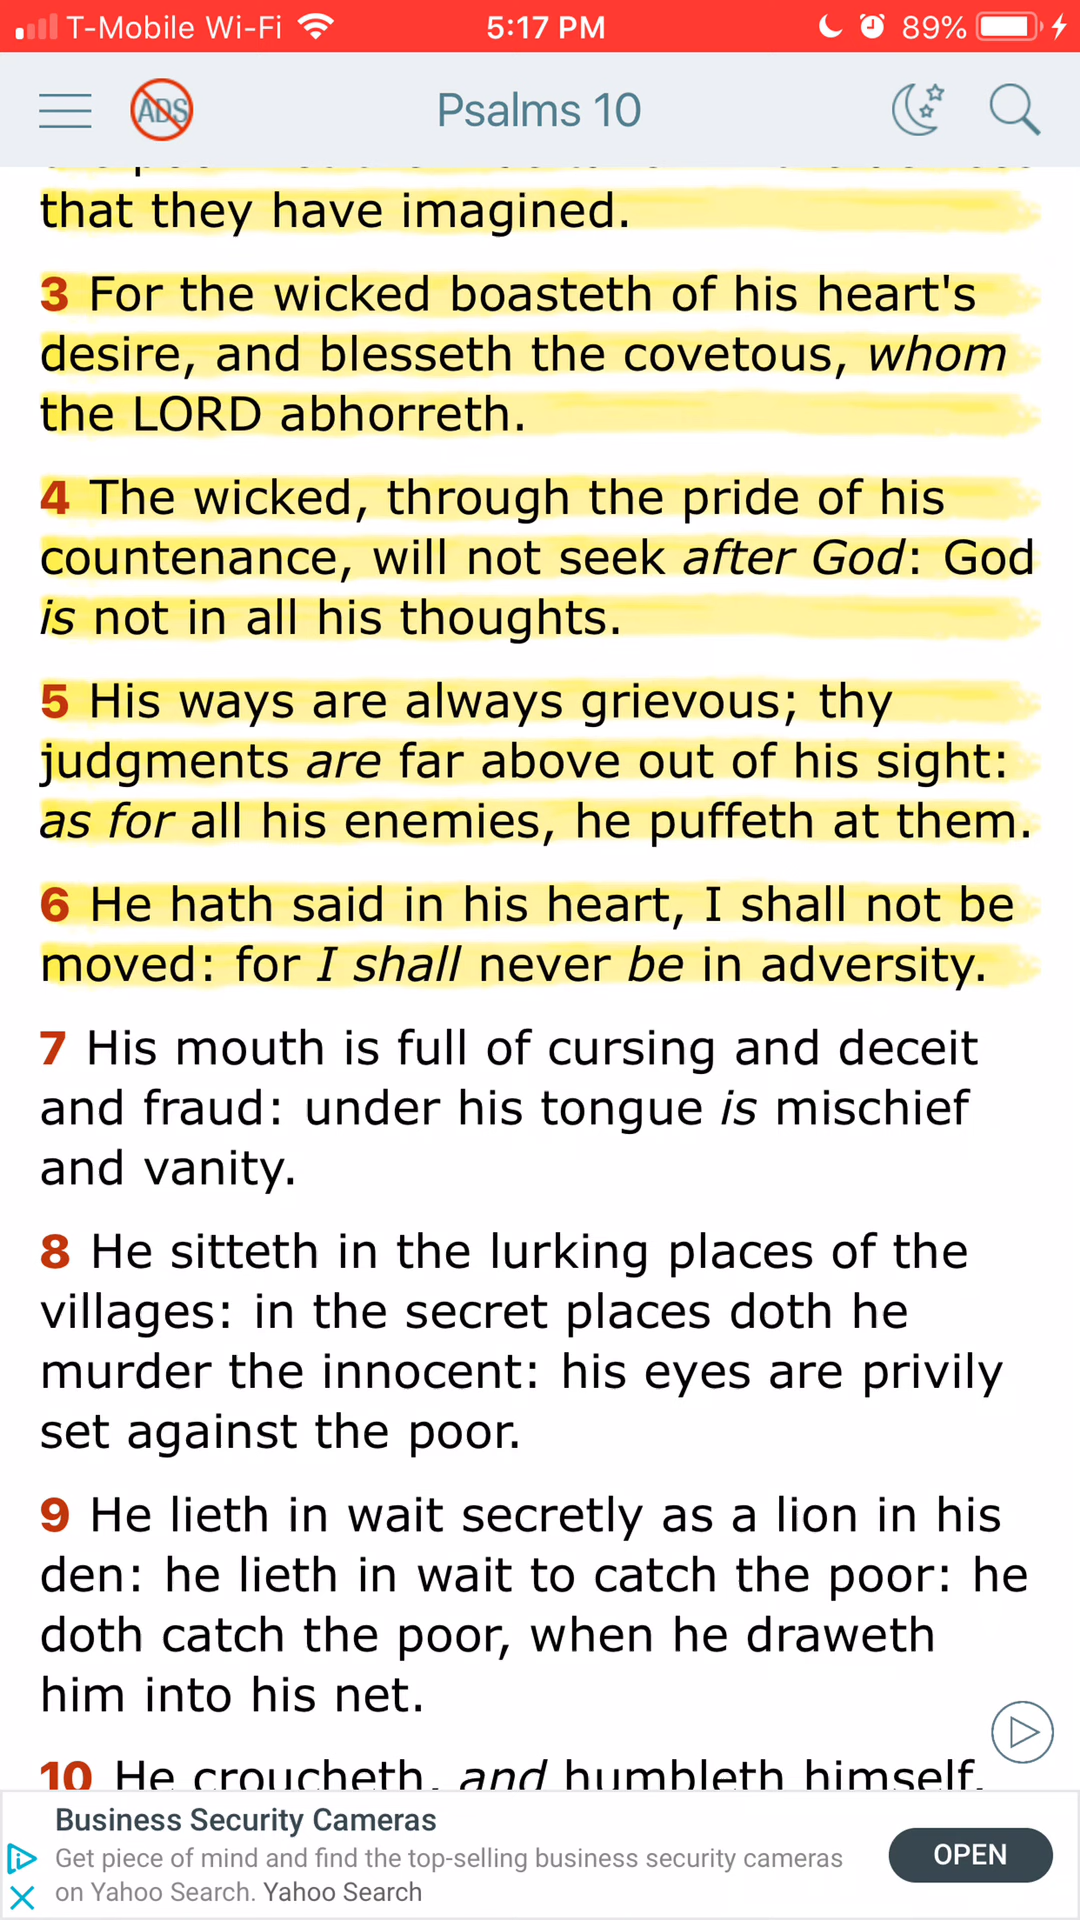 T-Mobile Wi-Fi 5:17 PM 89%
ADS Psalms 10
that they have imagined.
3 For the wicked boasteth of his heart's
desire, and blesseth the covetous, whom
the LORD abhorreth.
4 The wicked, through the pride of his
countenance, will not seek after God: God
is not in all his thoughts.
5 His ways are always grievous; thy
judgments are far above out of his sight:
as for all his enemies, he puffeth at them.
6 He hath said in his heart, I shall not be
moved: for I shall never be in adversity.
7 His mouth is full of cursing and deceit
and fraud: under his tongue is mischief
and vanity.
8 He sitteth in the lurking places of the
villages: in the secret places doth he
murder the innocent: his eyes are privily
set against the poor.
9 He lieth in wait secretly as a lion in his
den: he lieth in wait to catch the poor: he
doth catch the poor, when he draweth
him into his net.
10 He croucheth, and humbleth himself,
Business Security Cameras
Get piece of mind and find the top-selling business security cameras
on Yahoo Search. Yahoo Search
OPEN